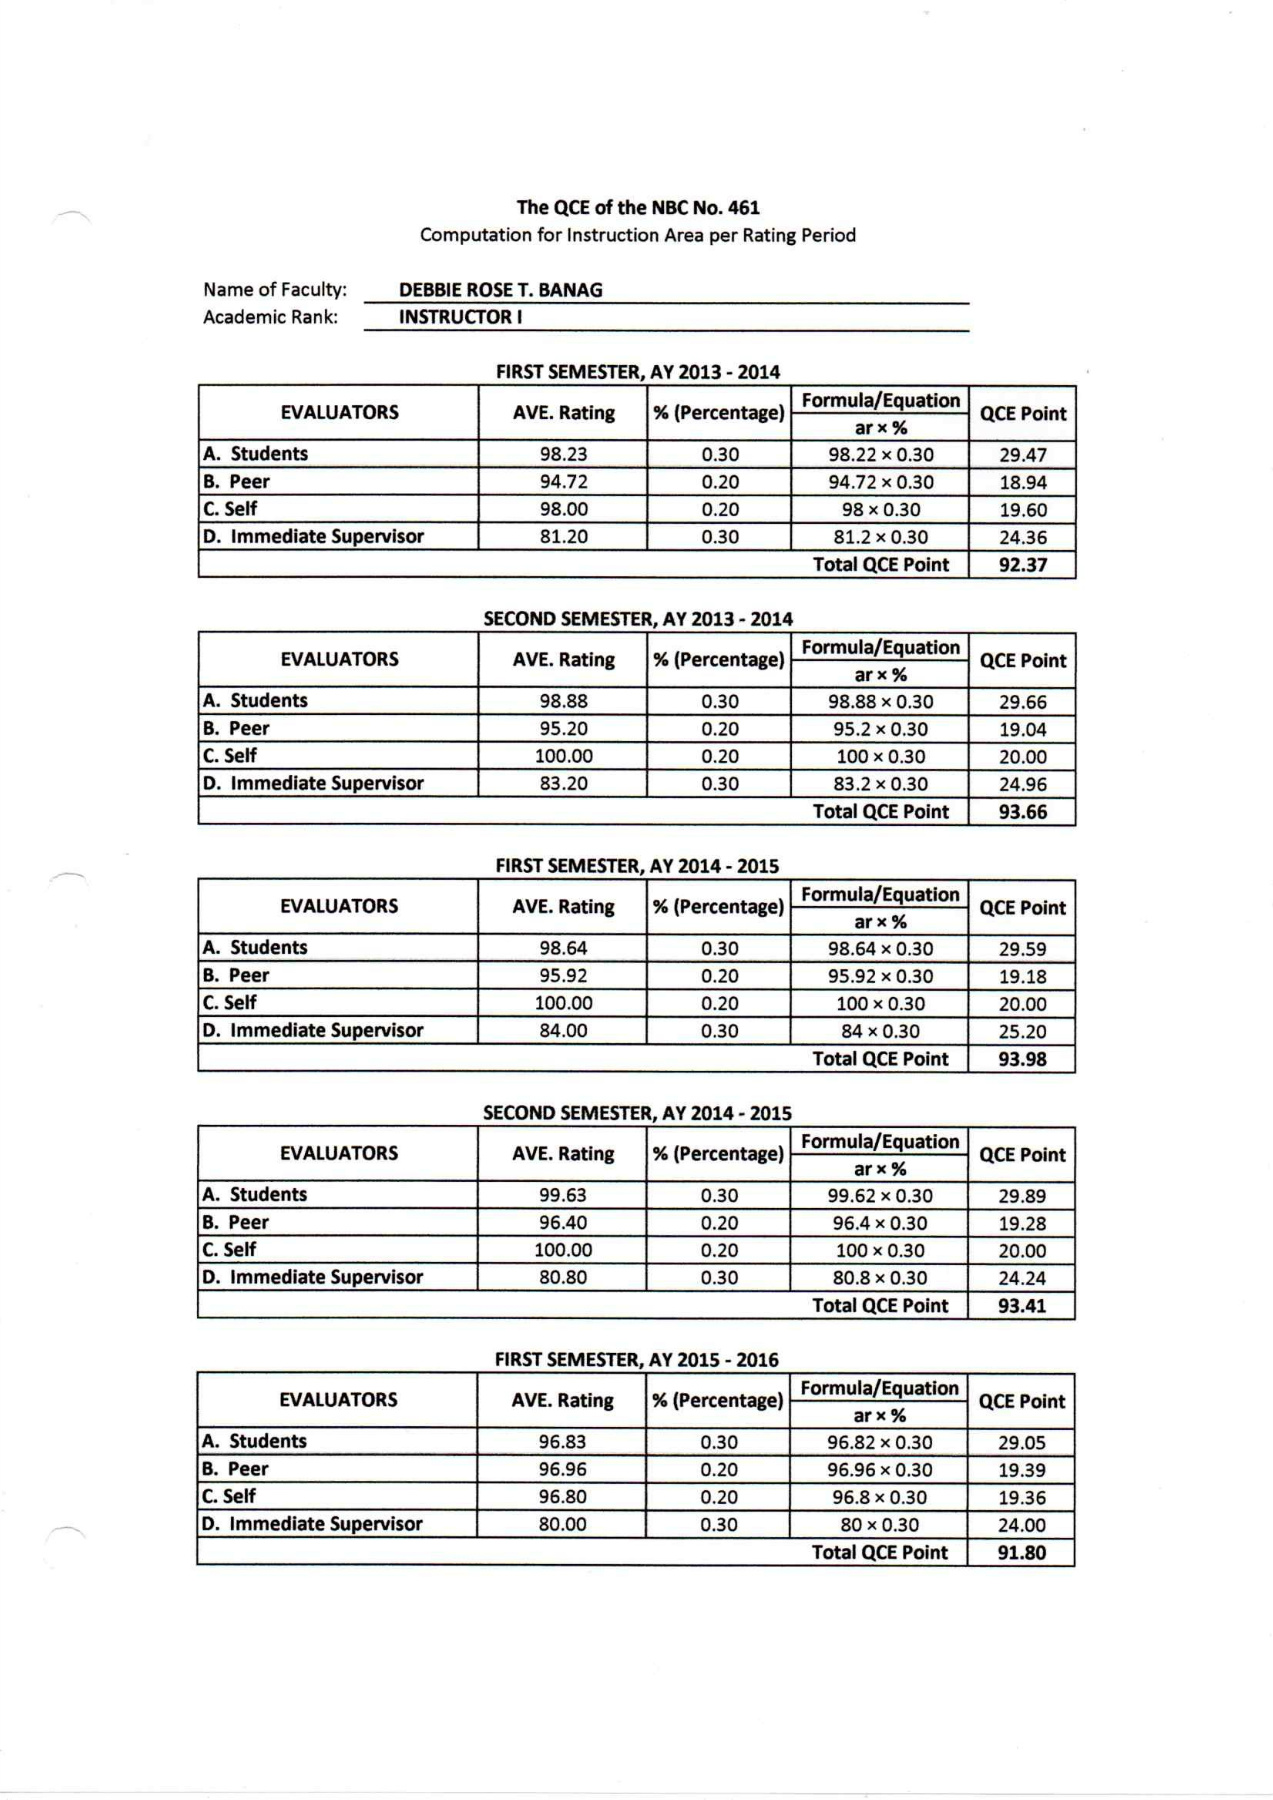 The QCE of the NBC No. 461
Computation for Instruction Area per Rating Period
Name of Faculty: DEBBIE ROSE T. BANAG
Academic Rank: INSTRUCTOR I
FIRST SEMESTER, AY 2013 - 2014
EVALUATORS AVE. Rating % (Percentage) Formula/Equation QCE Point
ar × %
A. Students 98.23 0.30 98.22 × 0.30 29.47
B. Peer 94.72 0.20 94.72 × 0.30 18.94
C. Self 98.00 0.20 98 × 0.30 19.60
D. Immediate Supervisor 81.20 0.30 81.2 × 0.30 24.36
Total QCE Point 92.37
SECOND SEMESTER, AY 2013 - 2014
EVALUATORS AVE. Rating % (Percentage) Formula/Equation QCE Point
ar × %
A. Students 98.88 0.30 98.88 × 0.30 29.66
B. Peer 95.20 0.20 95.2 × 0.30 19.04
C. Self 100.00 0.20 100 × 0.30 20.00
D. Immediate Supervisor 83.20 0.30 83.2 × 0.30 24.96
Total QCE Point 93.66
FIRST SEMESTER, AY 2014 - 2015
EVALUATORS AVE. Rating % (Percentage) Formula/Equation QCE Point
ar × %
A. Students 98.64 0.30 98.64 × 0.30 29.59
B. Peer 95.92 0.20 95.92 × 0.30 19.18
C. Self 100.00 0.20 100 × 0.30 20.00
D. Immediate Supervisor 84.00 0.30 84 × 0.30 25.20
Total QCE Point 93.98
SECOND SEMESTER, AY 2014 - 2015
EVALUATORS AVE. Rating % (Percentage) Formula/Equation QCE Point
ar × %
A. Students 99.63 0.30 99.62 × 0.30 29.89
B. Peer 96.40 0.20 96.4 × 0.30 19.28
C. Self 100.00 0.20 100 × 0.30 20.00
D. Immediate Supervisor 80.80 0.30 80.8 × 0.30 24.24
Total QCE Point 93.41
FIRST SEMESTER, AY 2015 - 2016
EVALUATORS AVE. Rating % (Percentage) Formula/Equation QCE Point
ar × %
A. Students 96.83 0.30 96.82 × 0.30 29.05
B. Peer 96.96 0.20 96.96 × 0.30 19.39
C. Self 96.80 0.20 96.8 × 0.30 19.36
D. Immediate Supervisor 80.00 0.30 80 × 0.30 24.00
Total QCE Point 91.80